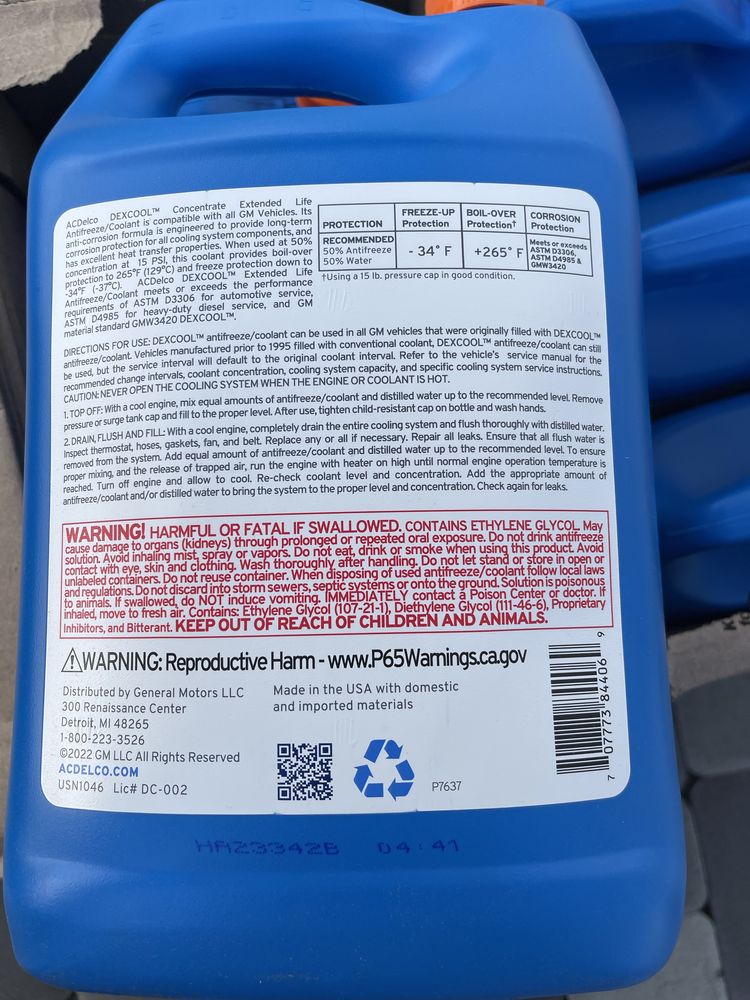 ACDelco DEXCOOL™ Concentrate Extended Life
Antifreeze/Coolant is compatible with all GM Vehicles. Its
anti-corrosion formula is engineered to provide long-term
corrosion protection for all cooling system components, and
has excellent heat transfer properties. When used at 50%
concentration at 15 PSI, this coolant provides boil-over
protection to 265°F (129°C) and freeze protection down to
-34°F (-37°C). ACDelco DEXCOOL™ Extended Life
Antifreeze/Coolant meets or exceeds the performance
requirements of ASTM D3306 for automotive service,
ASTM D4985 for heavy-duty diesel service, and GM
material standard GMW3420 DEXCOOL™.
PROTECTION
FREEZE-UP
Protection
BOIL-OVER
Protection†
CORROSION
Protection
RECOMMENDED
50% Antifreeze
50% Water
- 34° F
+265° F
Meets or exceeds
ASTM D3306,
ASTM D4985 &
GMW3420
†Using a 15 lb. pressure cap in good condition.
DIRECTIONS FOR USE: DEXCOOL™ antifreeze/coolant can be used in all GM vehicles that were originally filled with DEXCOOL™
antifreeze/coolant. Vehicles manufactured prior to 1995 filled with conventional coolant, DEXCOOL™ antifreeze/coolant can still
be used, but the service interval will default to the original coolant interval. Refer to the vehicle's service manual for the
recommended change intervals, coolant concentration, cooling system capacity, and specific cooling system service instructions.
CAUTION: NEVER OPEN THE COOLING SYSTEM WHEN THE ENGINE OR COOLANT IS HOT.
1. TOP OFF: With a cool engine, mix equal amounts of antifreeze/coolant and distilled water up to the recommended level. Remove
pressure or surge tank cap and fill to the proper level. After use, tighten child-resistant cap on bottle and wash hands.
2. DRAIN, FLUSH AND FILL: With a cool engine, completely drain the entire cooling system and flush thoroughly with distilled water.
Inspect thermostat, hoses, gaskets, fan, and belt. Replace any or all if necessary. Repair all leaks. Ensure that all flush water is
removed from the system. Add equal amount of antifreeze/coolant and distilled water up to the recommended level. To ensure
proper mixing, and the release of trapped air, run the engine with heater on high until normal engine operation temperature is
reached. Turn off engine and allow to cool. Re-check coolant level and concentration. Add the appropriate amount of
antifreeze/coolant and/or distilled water to bring the system to the proper level and concentration. Check again for leaks.
WARNING! HARMFUL OR FATAL IF SWALLOWED. CONTAINS ETHYLENE GLYCOL. May
cause damage to organs (kidneys) through prolonged or repeated oral exposure. Do not drink antifreeze
solution. Avoid inhaling mist, spray or vapors. Do not eat, drink or smoke when using this product. Avoid
contact with eye, skin and clothing. Wash thoroughly after handling. Do not let stand or store in open or
unlabeled containers. Do not reuse container. When disposing of used antifreeze/coolant follow local laws
and regulations. Do not discard into storm sewers, septic systems or onto the ground. Solution is poisonous
to animals. If swallowed, do NOT induce vomiting. IMMEDIATELY contact a Poison Center or doctor. If
inhaled, move to fresh air. Contains: Ethylene Glycol (107-21-1), Diethylene Glycol (111-46-6), Proprietary
Inhibitors, and Bitterant. KEEP OUT OF REACH OF CHILDREN AND ANIMALS.
WARNING: Reproductive Harm - www.P65Warnings.ca.gov
Distributed by General Motors LLC
300 Renaissance Center
Detroit, MI 48265
1-800-223-3526
©2022 GM LLC All Rights Reserved
ACDELCO.COM
USN1046 Lic# DC-002
Made in the USA with domestic
and imported materials
P7637
7 07773 84406 9
HA23342B 04:41